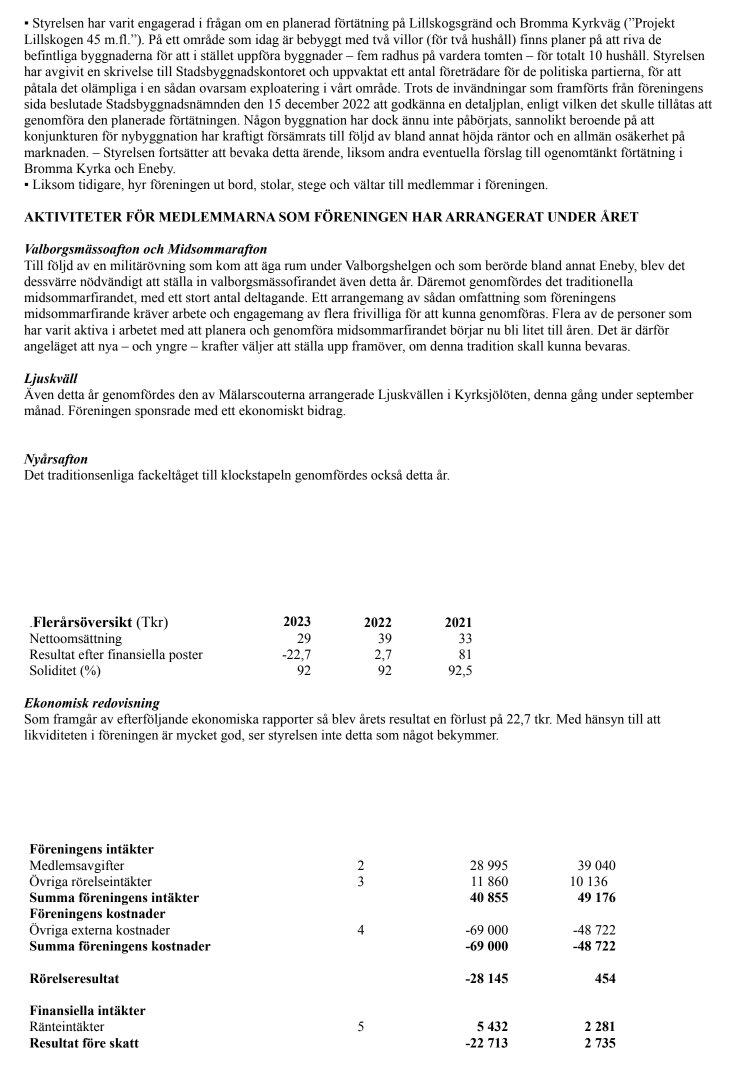 ▪ Styrelsen har varit engagerad i frågan om en planerad förtätning på Lillskogsgränd och Bromma Kyrkväg (”Projekt
Lillskogen 45 m.fl.”). På ett område som idag är bebyggt med två villor (för två hushåll) finns planer på att riva de
befintliga byggnaderna för att i stället uppföra byggnader – fem radhus på vardera tomten – för totalt 10 hushåll. Styrelsen
har avgivit en skrivelse till Stadsbyggnadskontoret och uppvaktat ett antal företrädare för de politiska partierna, för att
påtala det olämpliga i en sådan ovarsam exploatering i vårt område. Trots de invändningar som framförts från föreningens
sida beslutade Stadsbyggnadsnämnden den 15 december 2022 att godkänna en detaljplan, enligt vilken det skulle tillåtas att
genomföra den planerade förtätningen. Någon byggnation har dock ännu inte påbörjats, sannolikt beroende på att
konjunkturen för nybyggnation har kraftigt försämrats till följd av bland annat höjda räntor och en allmän osäkerhet på
marknaden. – Styrelsen fortsätter att bevaka detta ärende, liksom andra eventuella förslag till ogenomtänkt förtätning i
Bromma Kyrka och Eneby.
▪ Liksom tidigare, hyr föreningen ut bord, stolar, stege och vältar till medlemmar i föreningen.
AKTIVITETER FÖR MEDLEMMARNA SOM FÖRENINGEN HAR ARRANGERAT UNDER ÅRET
Valborgsmässoafton och Midsommarafton
Till följd av en militärövning som kom att äga rum under Valborgshelgen och som berörde bland annat Eneby, blev det
dessvärre nödvändigt att ställa in valborgsmässofirandet även detta år. Däremot genomfördes det traditionella
midsommarfirandet, med ett stort antal deltagande. Ett arrangemang av sådan omfattning som föreningens
midsommarfirande kräver arbete och engagemang av flera frivilliga för att kunna genomföras. Flera av de personer som
har varit aktiva i arbetet med att planera och genomföra midsommarfirandet börjar nu bli litet till åren. Det är därför
angeläget att nya – och yngre – krafter väljer att ställa upp framöver, om denna tradition skall kunna bevaras.
Ljuskväll
Även detta år genomfördes den av Mälarscouterna arrangerade Ljuskvällen i Kyrksjölöten, denna gång under september
månad. Föreningen sponsrade med ett ekonomiskt bidrag.
Nyårsafton
Det traditionsenliga fackeltåget till klockstapeln genomfördes också detta år.
.Flerårsöversikt (Tkr) 2023 2022 2021
Nettoomsättning 29 39 33
Resultat efter finansiella poster -22,7 2,7 81
Soliditet (%) 92 92 92,5
Ekonomisk redovisning
Som framgår av efterföljande ekonomiska rapporter så blev årets resultat en förlust på 22,7 tkr. Med hänsyn till att
likviditeten i föreningen är mycket god, ser styrelsen inte detta som något bekymmer.
Föreningens intäkter
Medlemsavgifter 2 28 995 39 040
Övriga rörelseintäkter 3 11 860 10 136
Summa föreningens intäkter 40 855 49 176
Föreningens kostnader
Övriga externa kostnader 4 -69 000 -48 722
Summa föreningens kostnader -69 000 -48 722
Rörelseresultat -28 145 454
Finansiella intäkter
Ränteintäkter 5 5 432 2 281
Resultat före skatt -22 713 2 735